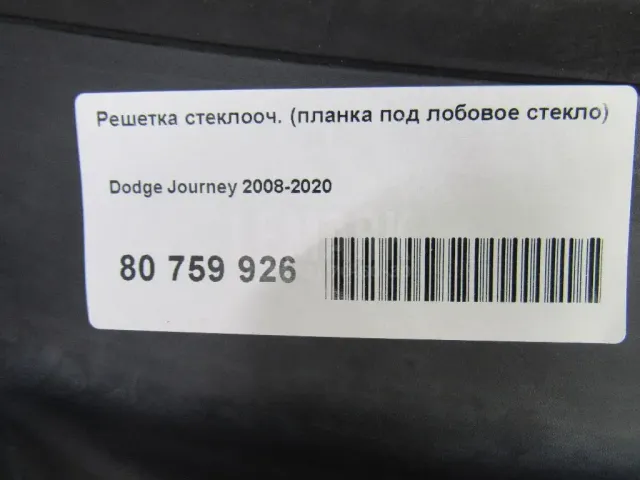 Решетка стеклооч. (планка под лобовое стекло)
Dodge Journey 2008-2020
80 759 926